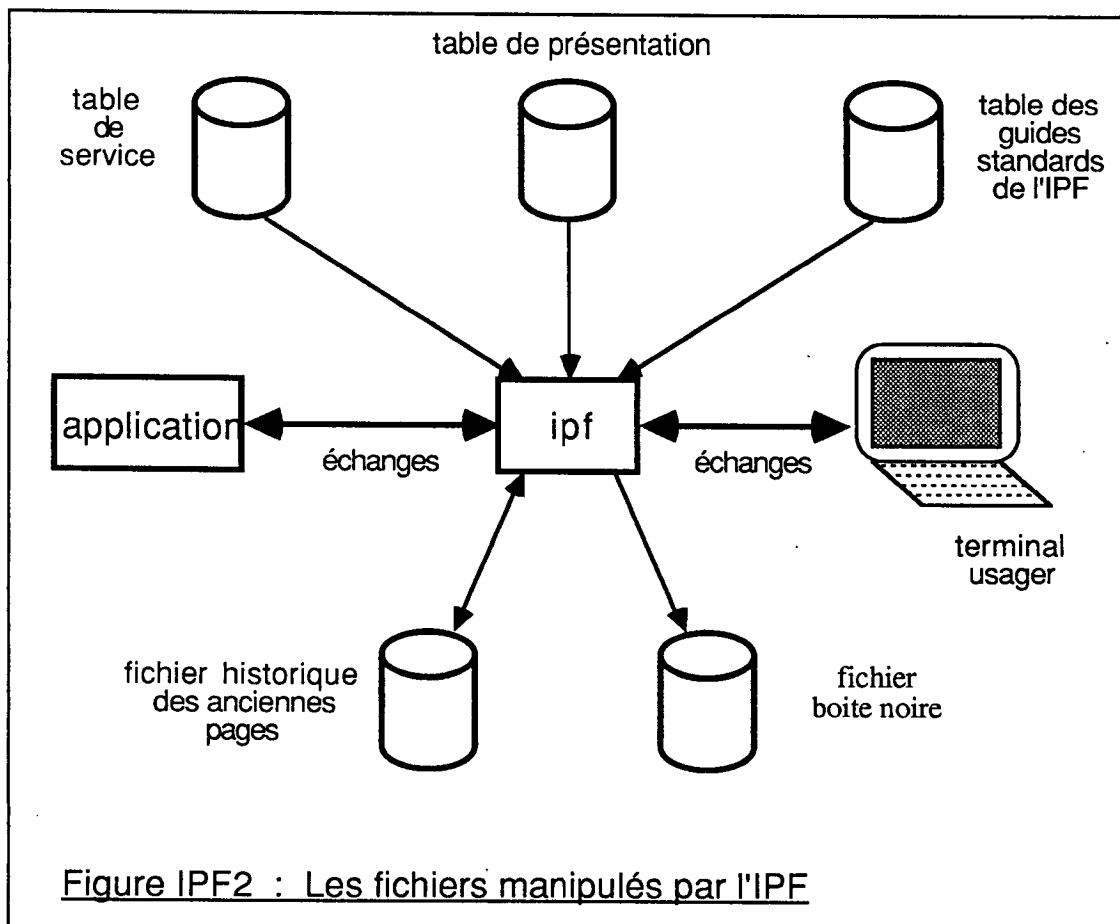 table de présentation
table
de
service
table des
guides
standards
de l'IPF
application
échanges
ipf
échanges
terminal
usager
fichier historique
des anciennes
pages
fichier
boite noire
Figure IPF2 : Les fichiers manipulés par l'IPF